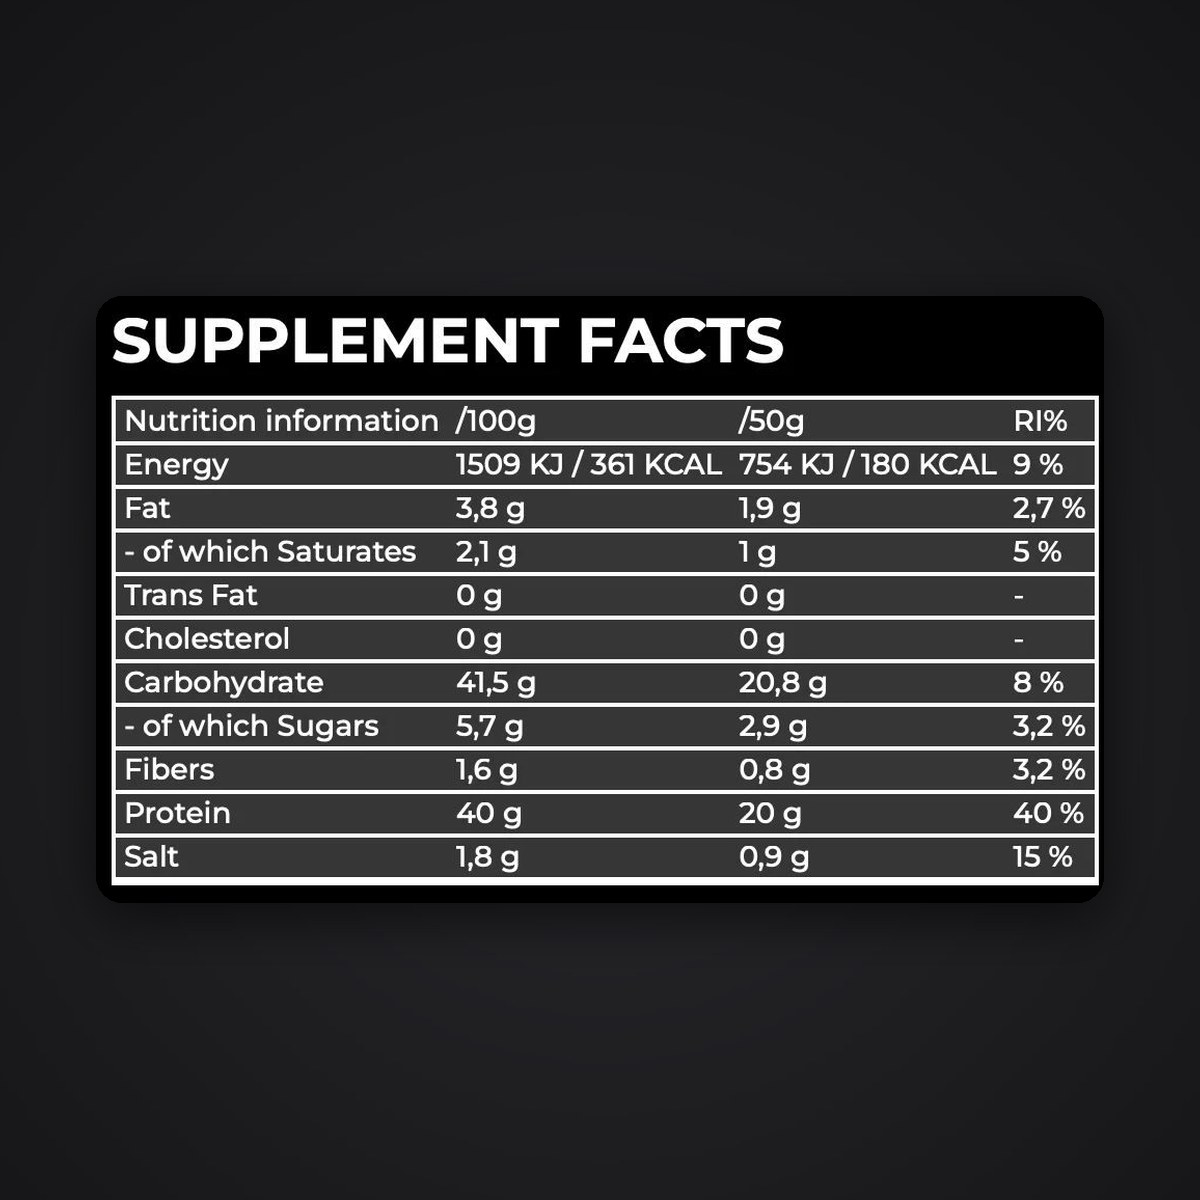 SUPPLEMENT FACTS
Nutrition information /100g /50g RI%
Energy 1509 KJ / 361 KCAL 754 KJ / 180 KCAL 9 %
Fat 3,8 g 1,9 g 2,7 %
- of which Saturates 2,1 g 1 g 5 %
Trans Fat 0 g 0 g -
Cholesterol 0 g 0 g -
Carbohydrate 41,5 g 20,8 g 8 %
- of which Sugars 5,7 g 2,9 g 3,2 %
Fibers 1,6 g 0,8 g 3,2 %
Protein 40 g 20 g 40 %
Salt 1,8 g 0,9 g 15 %